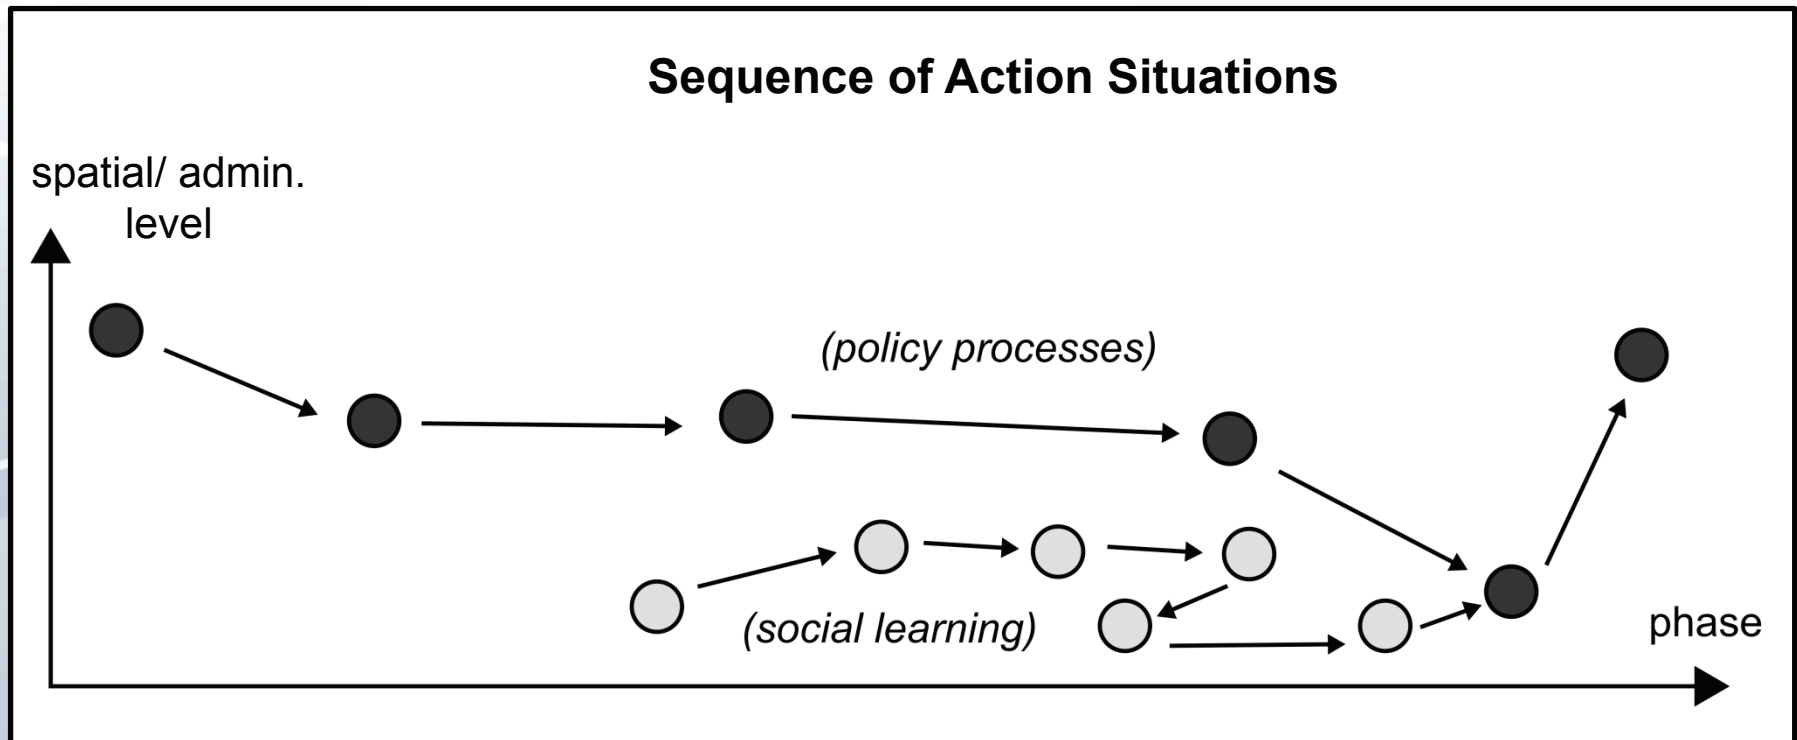 Sequence of Action Situations
spatial/ admin.
level
(policy processes)
(social learning)
phase